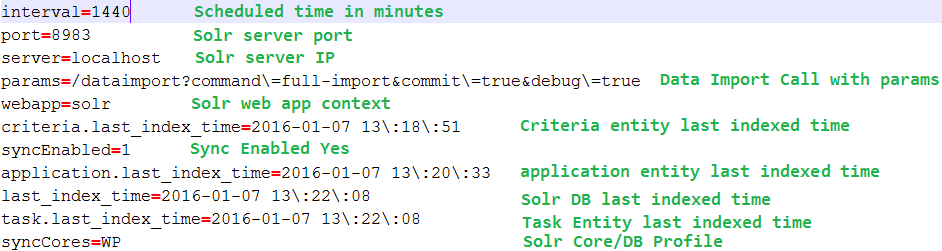 interval=1440 Scheduled time in minutes
port=8983 Solr server port
server=localhost Solr server IP
params=/dataimport?command\=full-import&commit\=true&debug\=true Data Import Call with params
webapp=solr Solr web app context
criteria.last_index_time=2016-01-07 13\:18\:51 Criteria entity last indexed time
syncEnabled=1 Sync Enabled Yes
application.last_index_time=2016-01-07 13\:20\:33 application entity last indexed time
last_index_time=2016-01-07 13\:22\:08 Solr DB last indexed time
task.last_index_time=2016-01-07 13\:22\:08 Task Entity last indexed time
syncCores=WP Solr Core/DB Profile